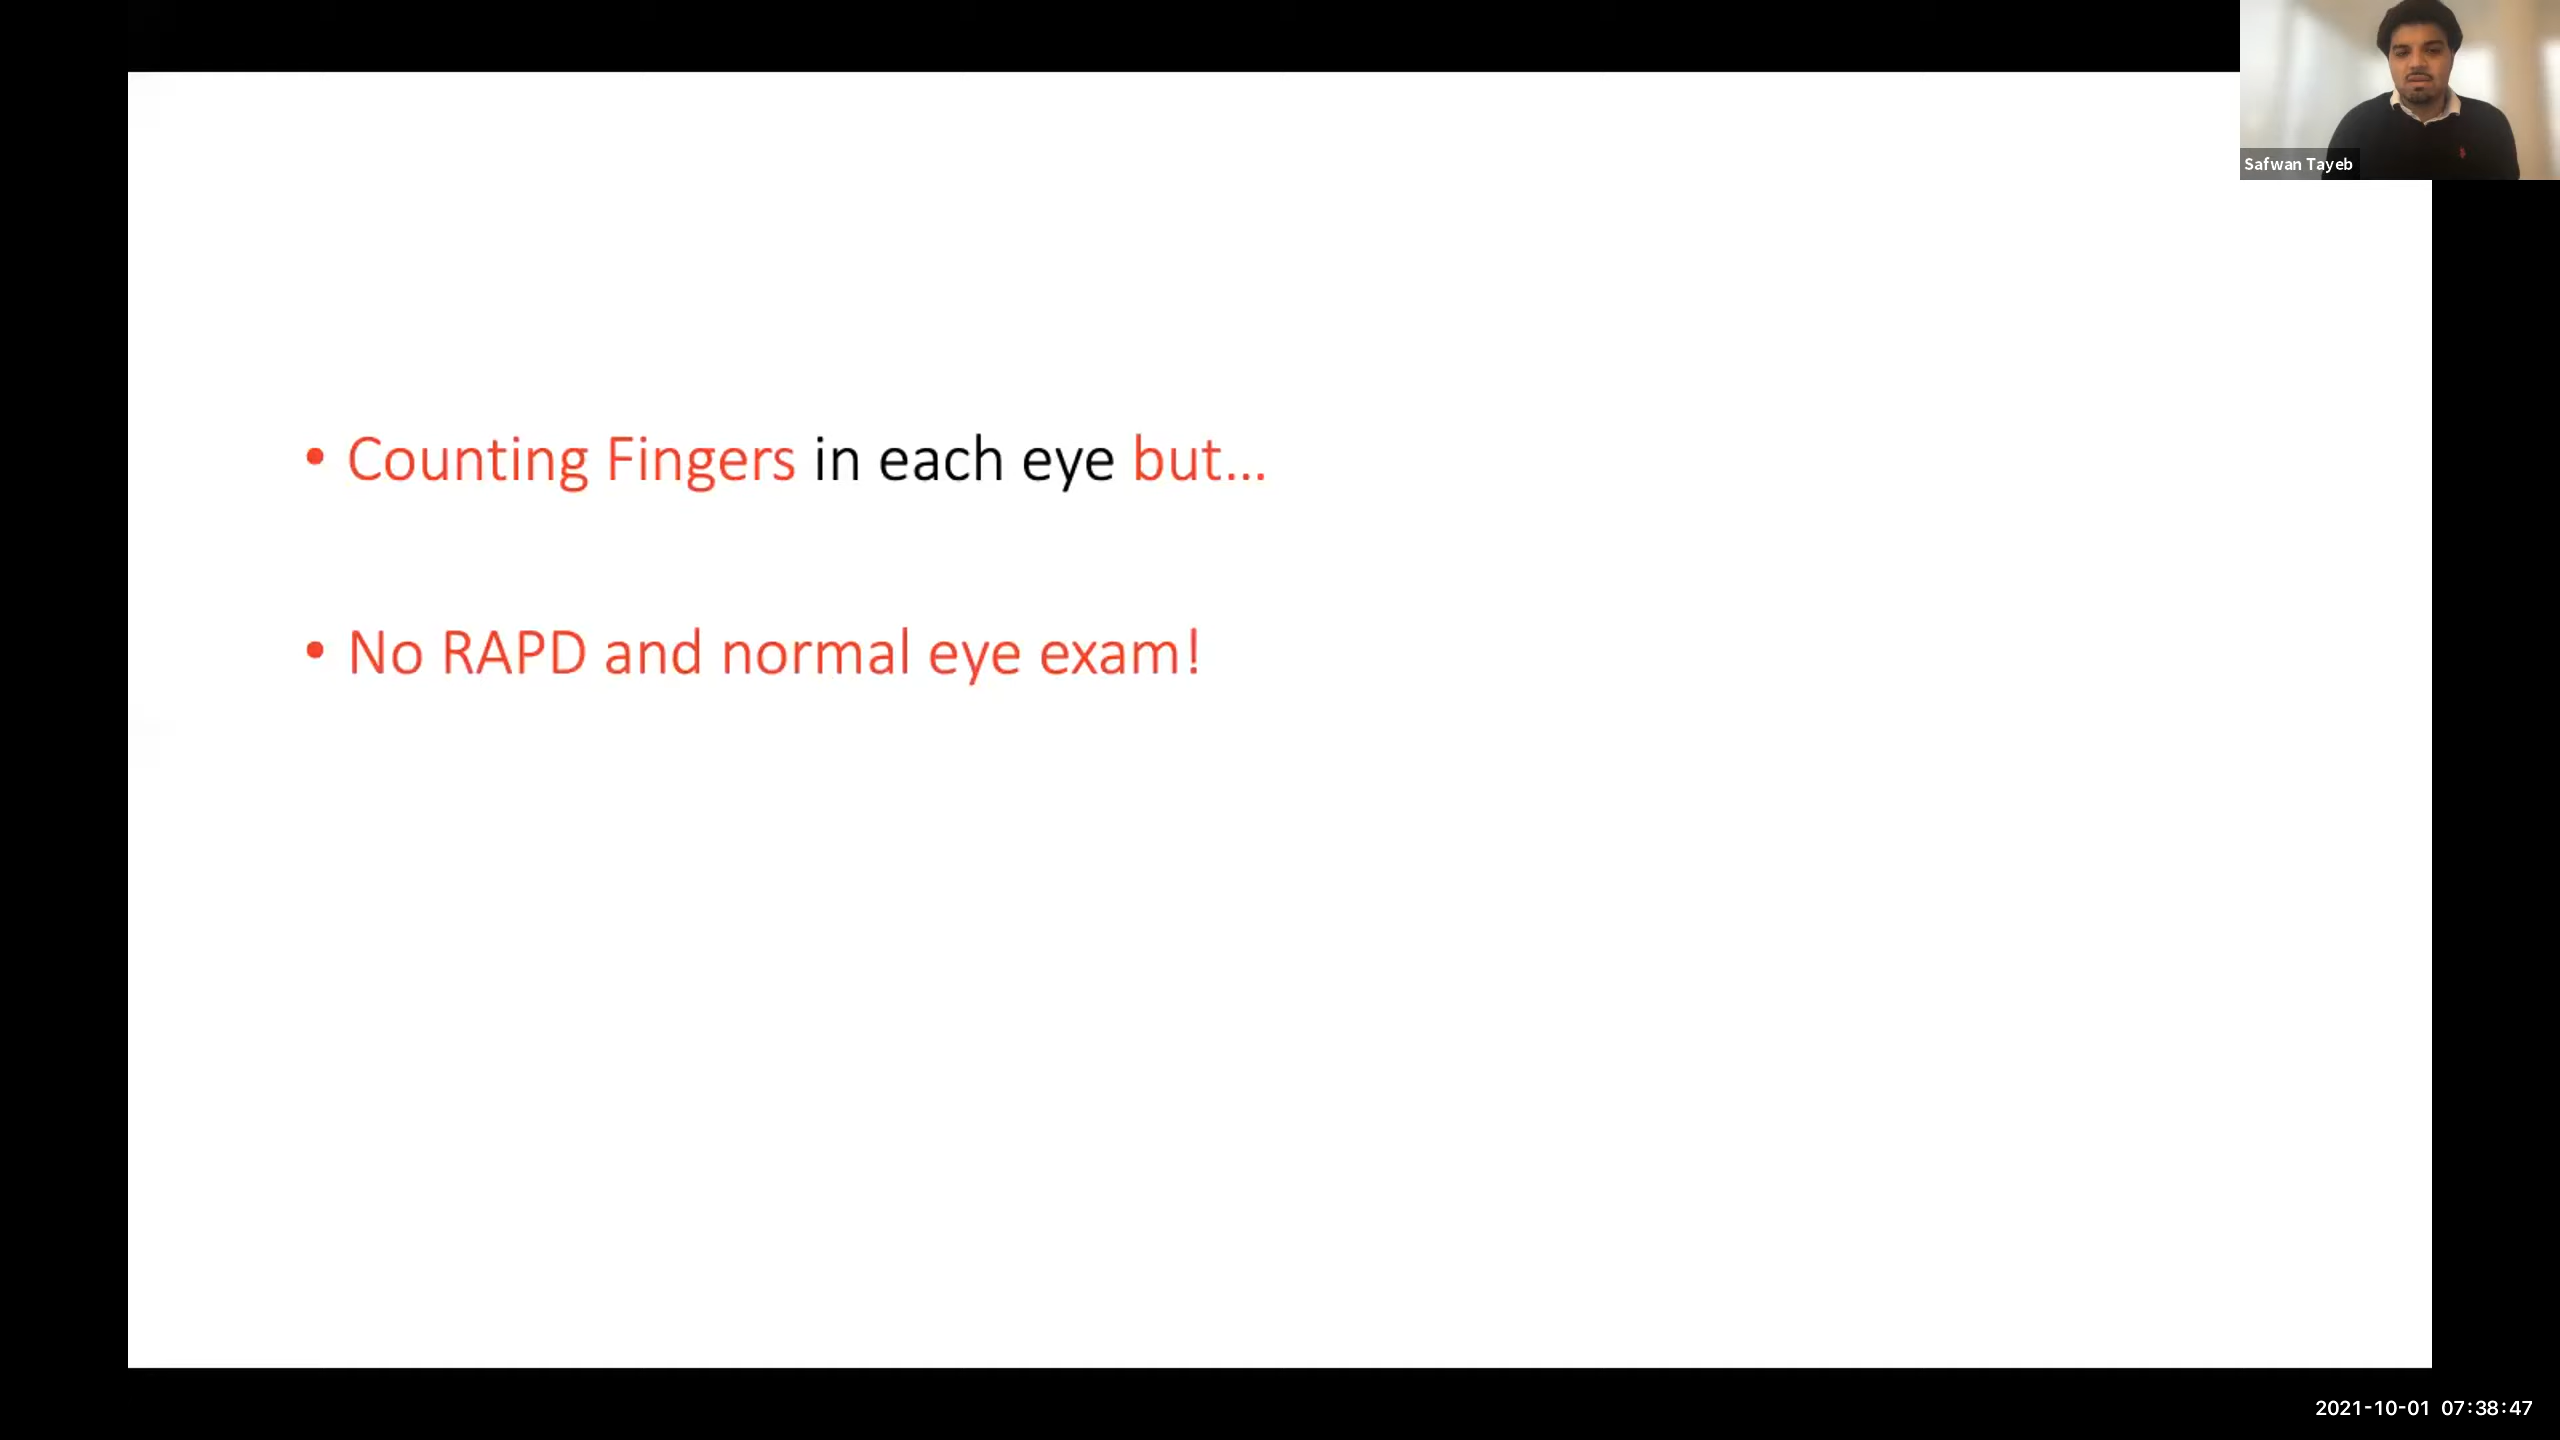 Safwan Tayeb
• Counting Fingers in each eye but...
• No RAPD and normal eye exam!
2021-10-01 07:38:47